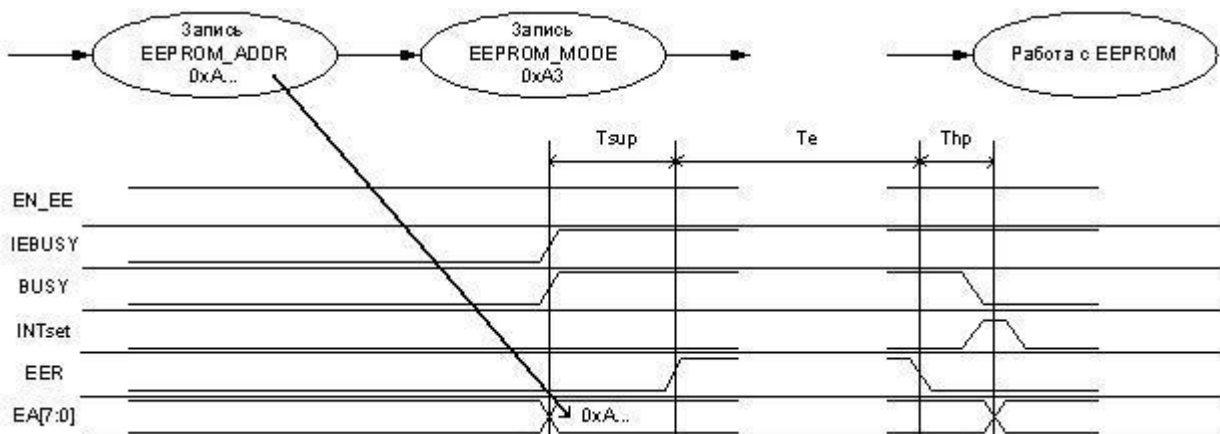 Запись
EEPROM_ADDR
0xA...
Запись
EEPROM_MODE
0xA3
Работа с EEPROM
Tsup
Te
Thp
EN_EE
IEBUSY
BUSY
INTset
EER
EA[7:0]
0xA...